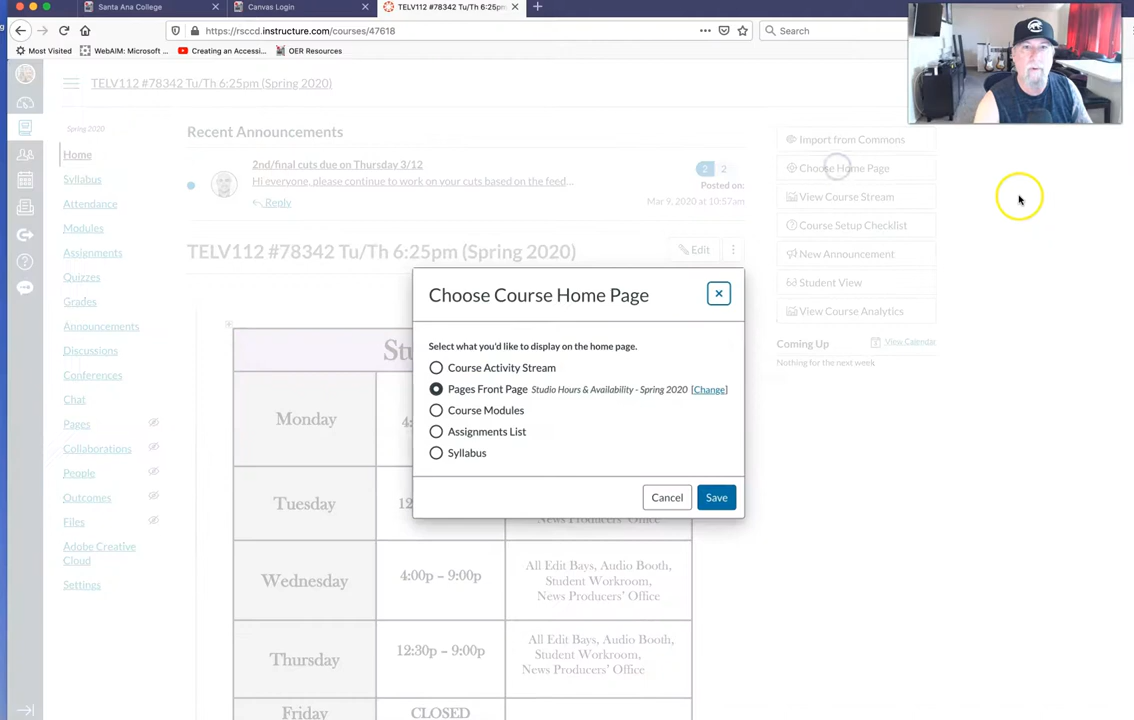 Santa Ana College
Canvas Login
TELV112 #78342 Tu/Th 6:25pm
https://rsccd.instructure.com/courses/47618
Search
Most Visited
WebAIM: Microsoft ...
Creating an Accessi...
OER Resources
TELV112 #78342 Tu/Th 6:25pm (Spring 2020)
Spring 2020
Home
Syllabus
Attendance
Modules
Assignments
Quizzes
Grades
Announcements
Discussions
Conferences
Chat
Pages
Collaborations
People
Outcomes
Files
Adobe Creative
Cloud
Settings
Recent Announcements
2nd/final cuts due on Thursday 3/12
Hi everyone, please continue to work on your cuts based on the feed...
Reply
2 2
Posted on:
Mar 9, 2020 at 10:57am
TELV112 #78342 Tu/Th 6:25pm (Spring 2020)
Edit
Choose Course Home Page
Select what you'd like to display on the home page.
Course Activity Stream
Pages Front Page Studio Hours & Availability - Spring 2020 [Change]
Course Modules
Assignments List
Syllabus
Cancel
Save
Monday
Tuesday
News Producers' Office
Wednesday
4:00p – 9:00p
All Edit Bays, Audio Booth,
Student Workroom,
News Producers' Office
Thursday
12:30p – 9:00p
All Edit Bays, Audio Booth,
Student Workroom,
News Producers' Office
Friday
CLOSED
Import from Commons
Choose Home Page
View Course Stream
Course Setup Checklist
New Announcement
Student View
View Course Analytics
Coming Up
View Calendar
Nothing for the next week